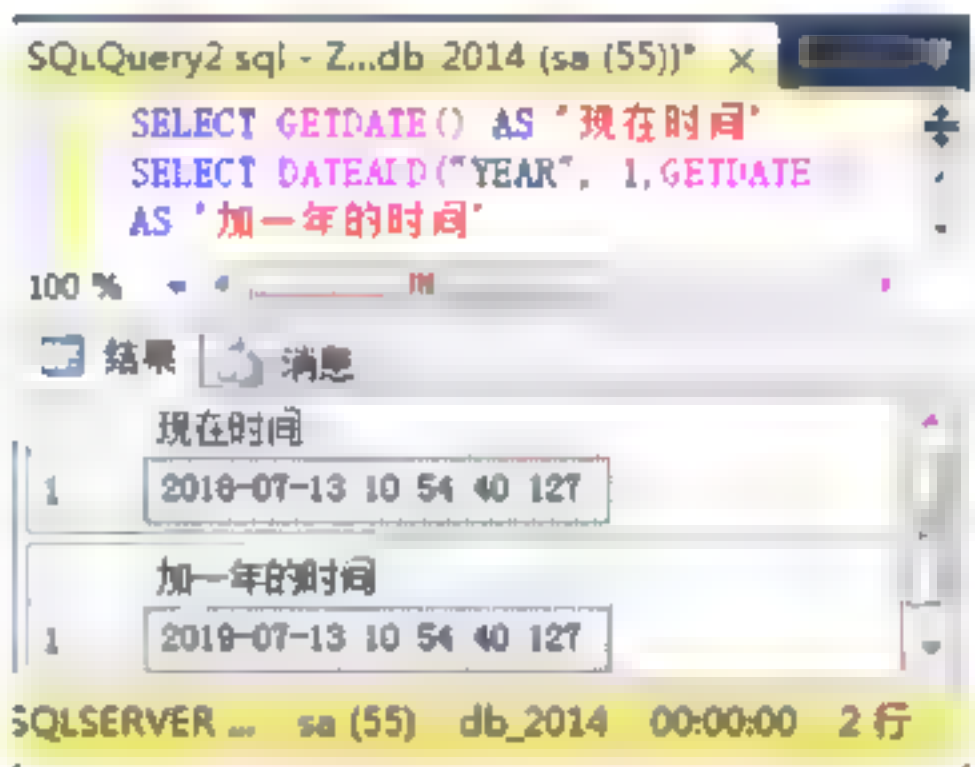 SQLQuery2.sql - Z...db_2014 (sa (55))* ×
SELECT GETDATE() AS '现在时间'
SELECT DATEADD("YEAR", 1,GETDATE
AS '加一年的时间'
100 %
结果 消息
现在时间
1 2018-07-13 10 54 40 127
加一年的时间
1 2019-07-13 10 54 40 127
SQLSERVER ... sa (55) db_2014 00:00:00 2 行